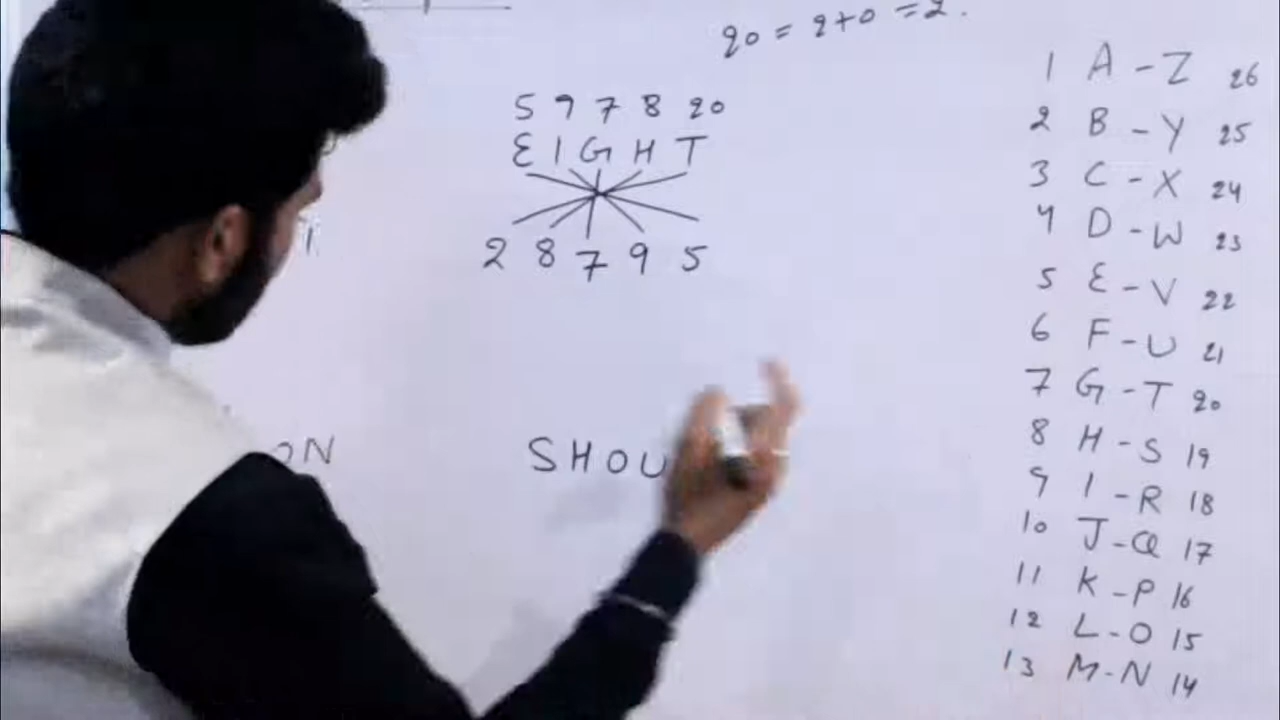 20 = 2+0 = 2.
5 9 7 8 20
E I G H T
2 8 7 9 5
ON
SHOU
1 A - Z 26
2 B - Y 25
3 C - X 24
4 D - W 23
5 E - V 22
6 F - U 21
7 G - T 20
8 H - S 19
9 I - R 18
10 J - Q 17
11 K - P 16
12 L - O 15
13 M - N 14